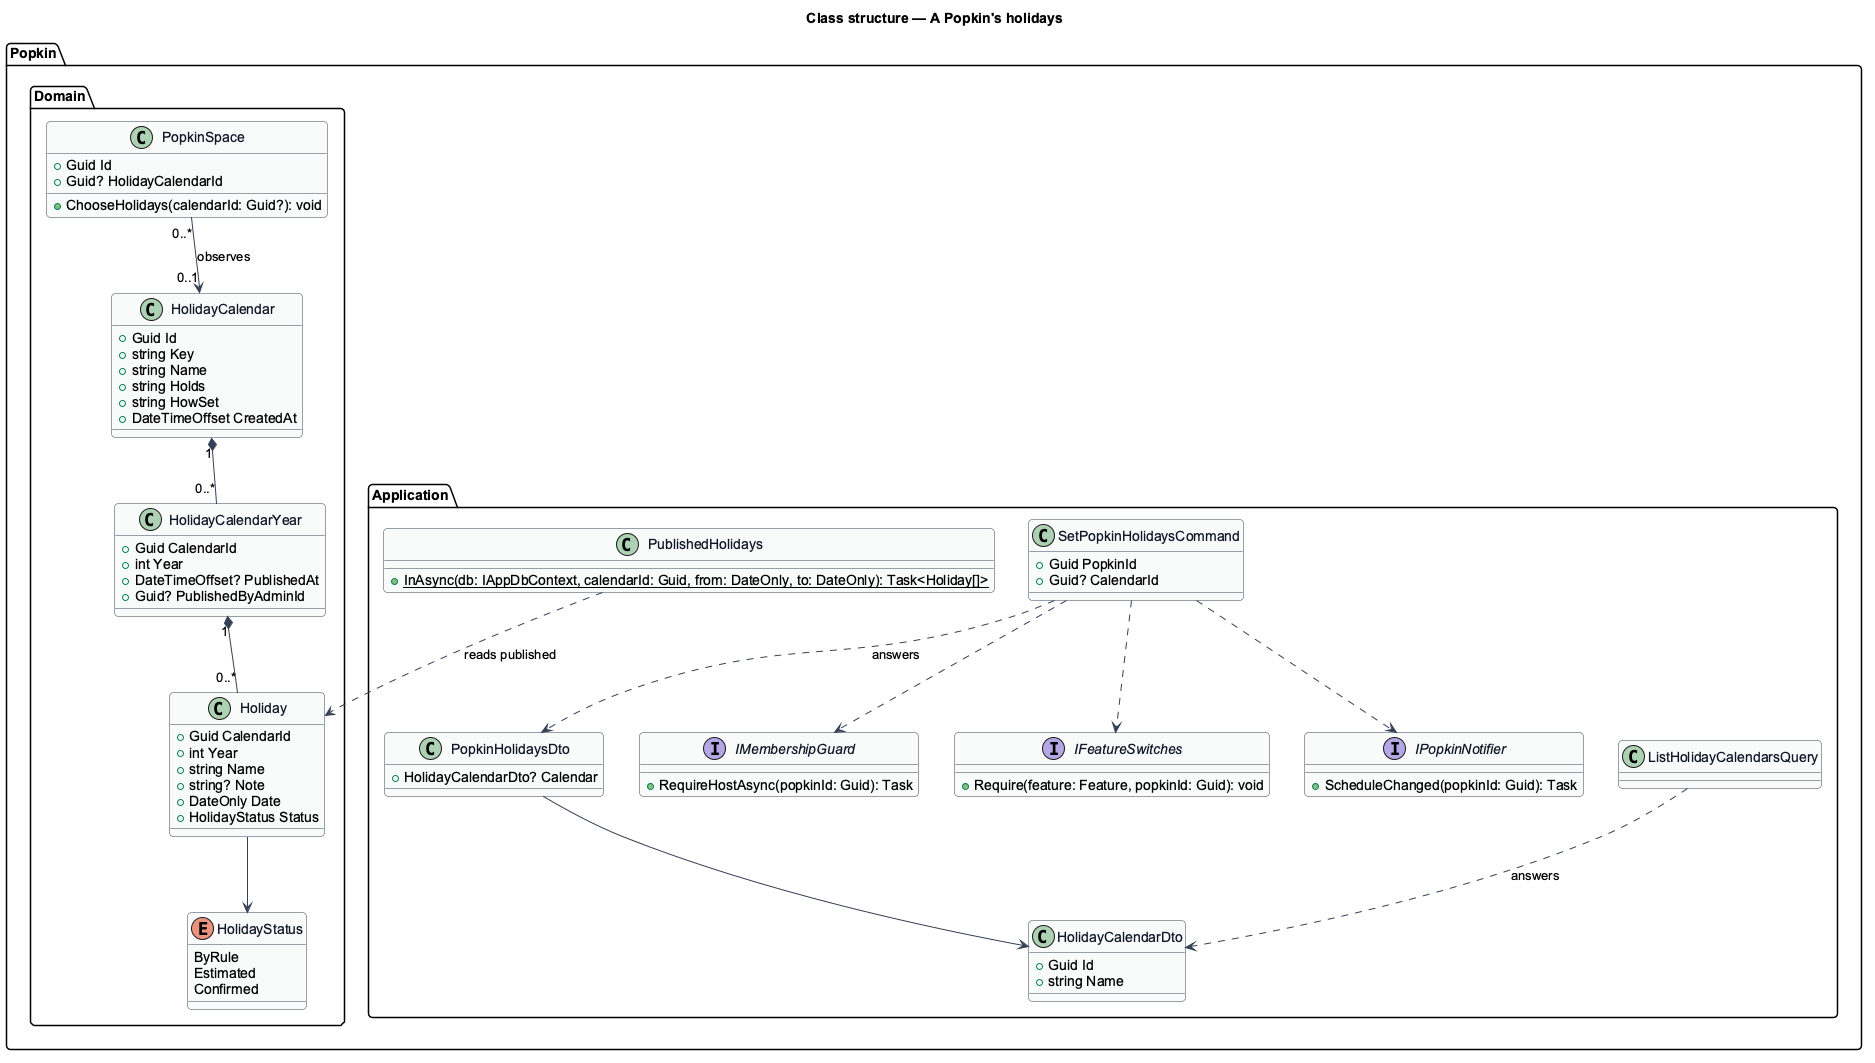 Class structure — A Popkin's holidays
Popkin
Domain
C PopkinSpace
Guid Id
Guid? HolidayCalendarId
ChooseHolidays(calendarId: Guid?): void
0..*
observes
0..1
C HolidayCalendar
Guid Id
string Key
string Name
string Holds
string HowSet
DateTimeOffset CreatedAt
1
0..*
C HolidayCalendarYear
Guid CalendarId
int Year
DateTimeOffset? PublishedAt
Guid? PublishedByAdminId
1
0..*
C Holiday
Guid CalendarId
int Year
string Name
string? Note
DateOnly Date
HolidayStatus Status
E HolidayStatus
ByRule
Estimated
Confirmed
Application
C PublishedHolidays
InAsync(db: IAppDbContext, calendarId: Guid, from: DateOnly, to: DateOnly): Task<Holiday[]>
reads published
C SetPopkinHolidaysCommand
Guid PopkinId
Guid? CalendarId
answers
C PopkinHolidaysDto
HolidayCalendarDto? Calendar
I IMembershipGuard
RequireHostAsync(popkinId: Guid): Task
I IFeatureSwitches
Require(feature: Feature, popkinId: Guid): void
I IPopkinNotifier
ScheduleChanged(popkinId: Guid): Task
C ListHolidayCalendarsQuery
answers
C HolidayCalendarDto
Guid Id
string Name